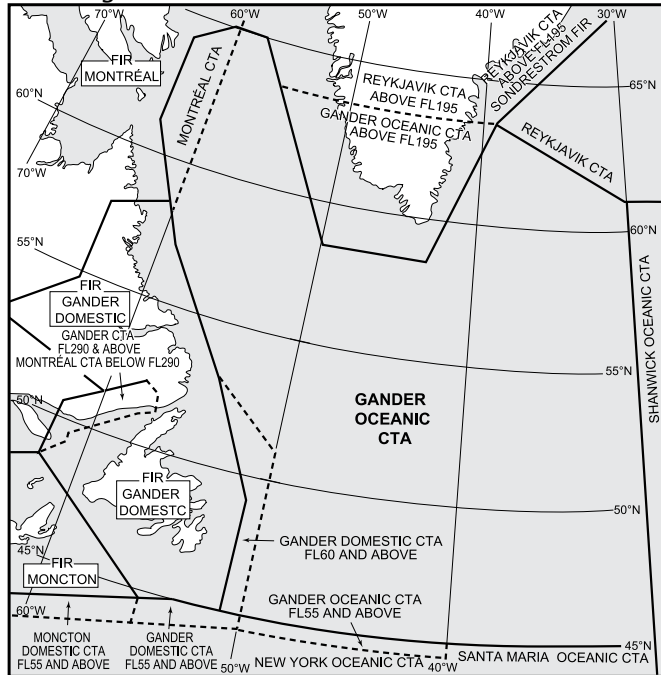 70°W
60°W
40°W
30°W
FIR
MONTRÉAL
MONTRÉAL CTA
REYKJAVIK CTA
ABOVE FL195
REYKJAVIK CTA
ABOVE FL195
SONDRESTROM FIR
65°N
60°N
GANDER OCEANIC CTA
ABOVE FL195
50°W
REYKJAVIK CTA
70°W
60°N
55°N
40°W
FIR
GANDER
DOMESTIC
GANDER CTA
FL290 & ABOVE
MONTRÉAL CTA BELOW FL290
SHANWICK OCEANIC CTA
55°N
50°N
GANDER
OCEANIC
CTA
FIR
GANDER
DOMESTC
50°N
45°N
GANDER DOMESTIC CTA
FL60 AND ABOVE
FIR
MONCTON
GANDER OCEANIC CTA
FL55 AND ABOVE
60°W
MONCTON
DOMESTIC CTA
FL55 AND ABOVE
GANDER
DOMESTIC CTA
FL55 AND ABOVE
50°W
NEW YORK OCEANIC CTA
40°W
SANTA MARIA OCEANIC CTA
45°N